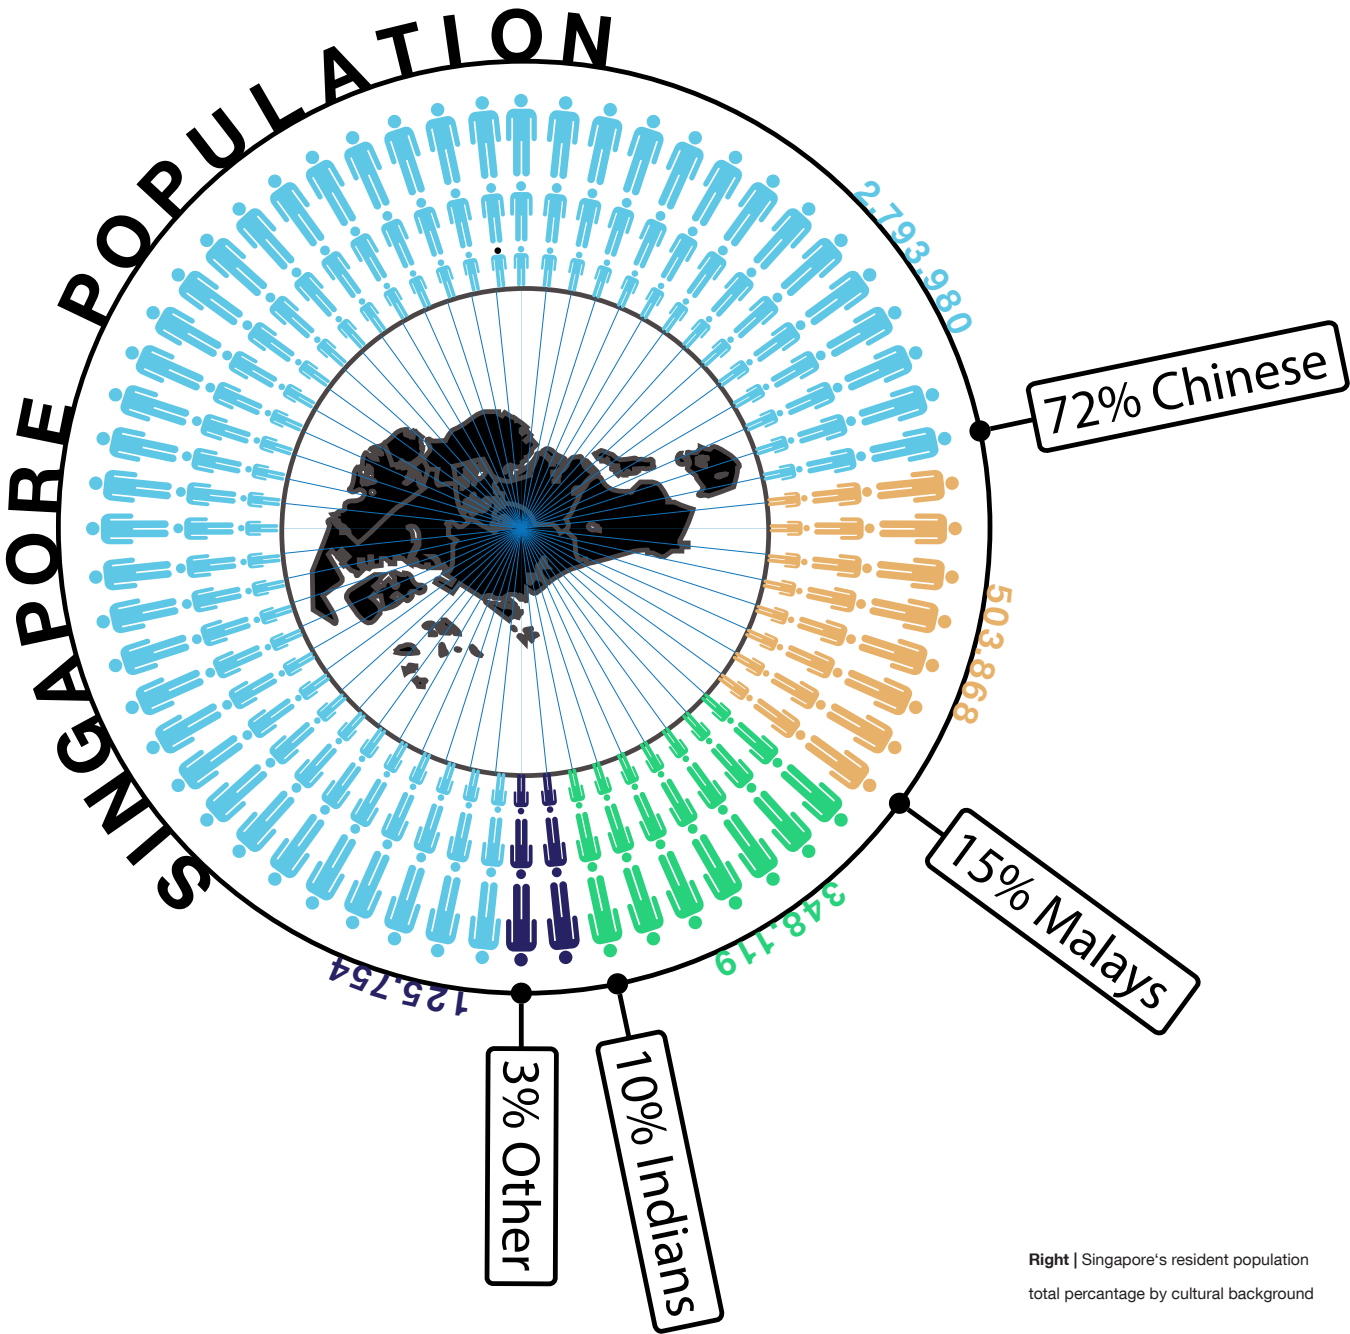 SINGAPORE POPULATION
2.793.980
72% Chinese
503.868
15% Malays
348.119
10% Indians
125.754
3% Other
Right | Singapore‘s resident population
total percantage by cultural background